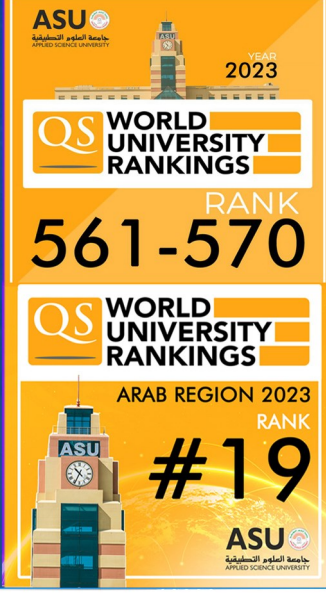 ASU
جامعة العلوم التطبيقية
APPLIED SCIENCE UNIVERSITY
ASU
YEAR
2023
QS WORLD
UNIVERSITY
RANKINGS
RANK
561-570
QS WORLD
UNIVERSITY
RANKINGS
ARAB REGION 2023
RANK
#19
ASU
ASU
جامعة العلوم التطبيقية
APPLIED SCIENCE UNIVERSITY